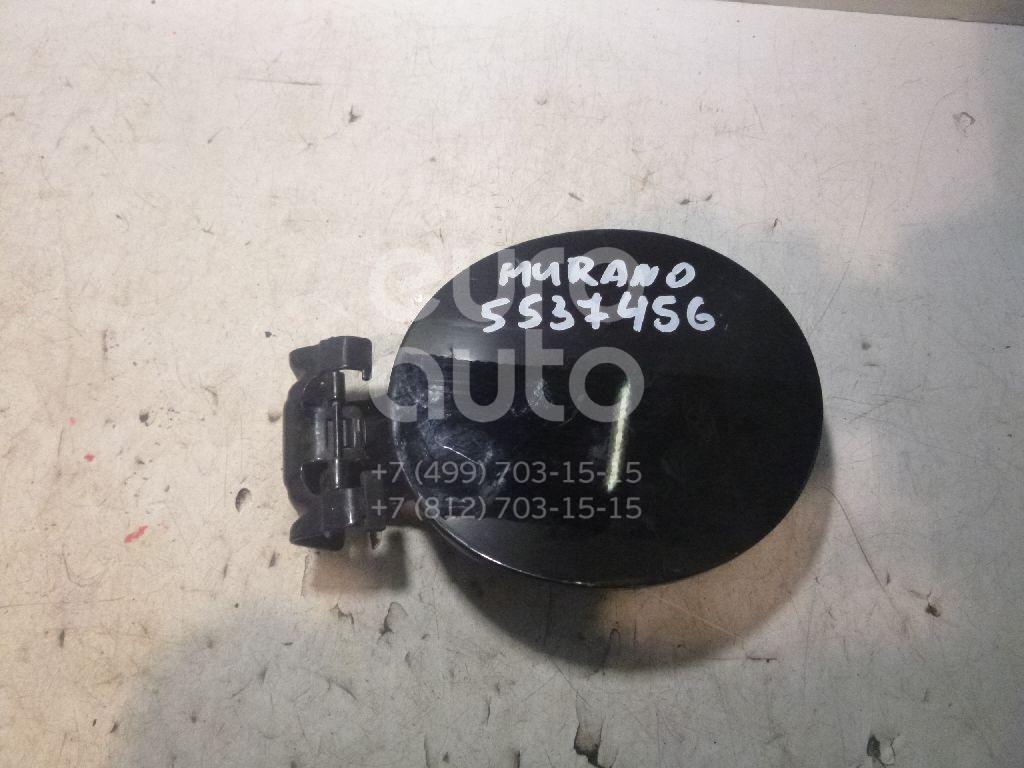 MURANO
5537456
euro
auto
+7 (499) 703-15-15
+7 (812) 703-15-15